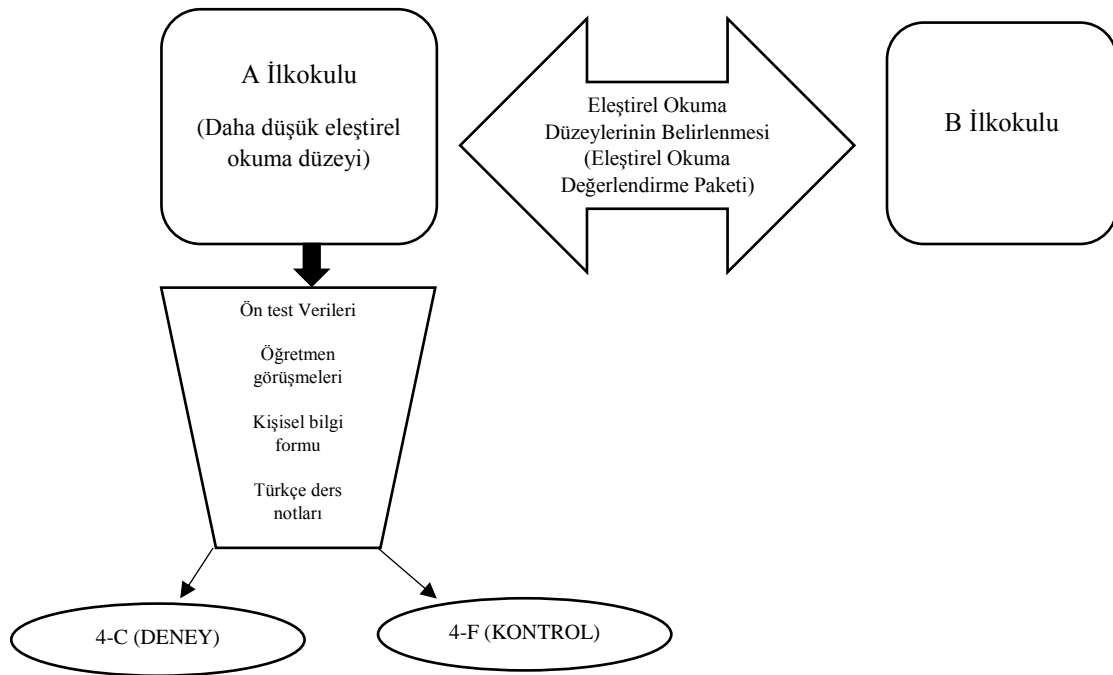 A İlkokulu
(Daha düşük eleştirel
okuma düzeyi)
Eleştirel Okuma
Düzeylerinin Belirlenmesi
(Eleştirel Okuma
Değerlendirme Paketi)
B İlkokulu
Ön test Verileri
Öğretmen
görüşmeleri
Kişisel bilgi
formu
Türkçe ders
notları
4-C (DENEY)
4-F (KONTROL)